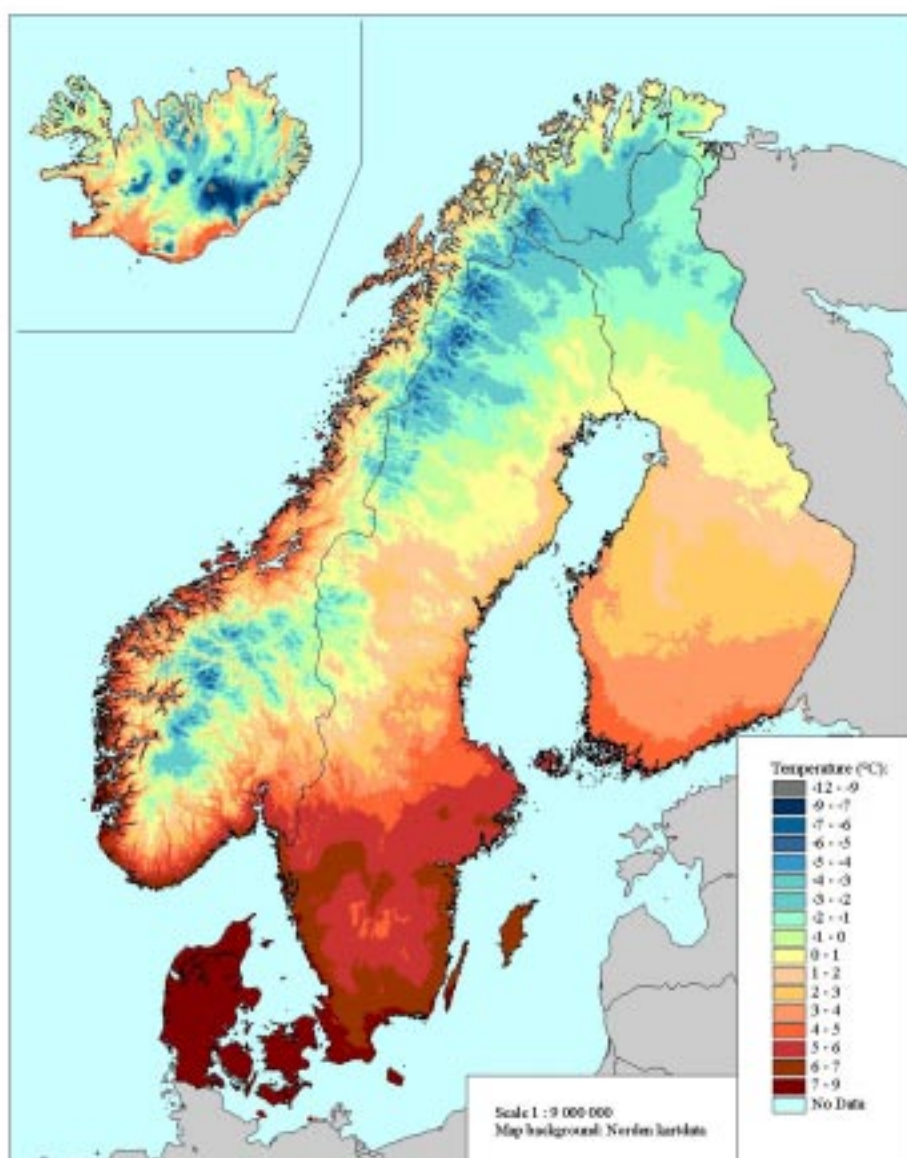 Temperature (°C):
-12 - -9
-9 - -7
-7 - -6
-6 - -5
-5 - -4
-4 - -3
-3 - -2
-2 - -1
-1 - 0
0 - 1
1 - 2
2 - 3
3 - 4
4 - 5
5 - 6
6 - 7
7 - 9
No Data
Scale 1 : 9 000 000
Map background: Norden kartdata